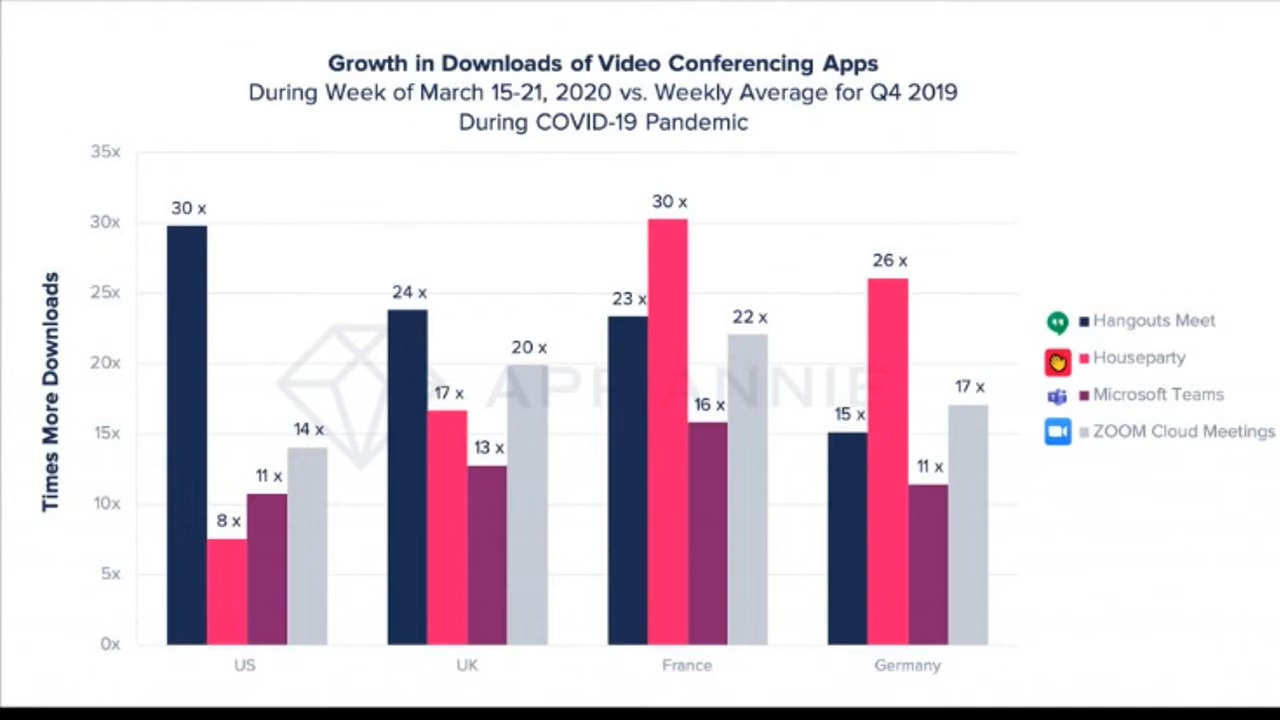 Growth in Downloads of Video Conferencing Apps
During Week of March 15-21, 2020 vs. Weekly Average for Q4 2019
During COVID-19 Pandemic
Times More Downloads
35x
30x
25x
20x
15x
10x
5x
0x
30 x
8 x
11 x
14 x
24 x
17 x
13 x
20 x
23 x
30 x
16 x
22 x
15 x
26 x
11 x
17 x
US
UK
France
Germany
Hangouts Meet
Houseparty
Microsoft Teams
ZOOM Cloud Meetings
APP ANNIE